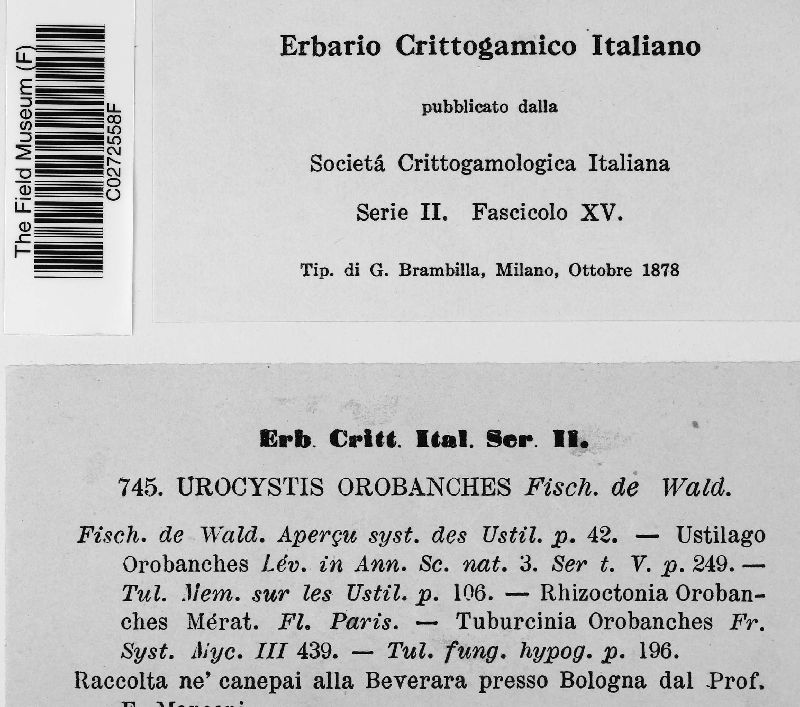 The Field Museum (F)
C0272558F
Erbario Crittogamico Italiano
pubblicato dalla
Societá Crittogamologica Italiana
Serie II. Fascicolo XV.
Tip. di G. Brambilla, Milano, Ottobre 1878
Erb. Critt. Ital. Ser. II.
745. UROCYSTIS OROBANCHES Fisch. de Wald.
Fisch. de Wald. Aperçu syst. des Ustil. p. 42. — Ustilago
Orobanches Lév. in Ann. Sc. nat. 3. Ser t. V. p. 249. —
Tul. Mem. sur les Ustil. p. 106. — Rhizoctonia Oroban-
ches Mérat. Fl. Paris. — Tuburcinia Orobanches Fr.
Syst. Myc. III 439. — Tul. fung. hypog. p. 196.
Raccolta ne' canepai alla Beverara presso Bologna dal Prof.